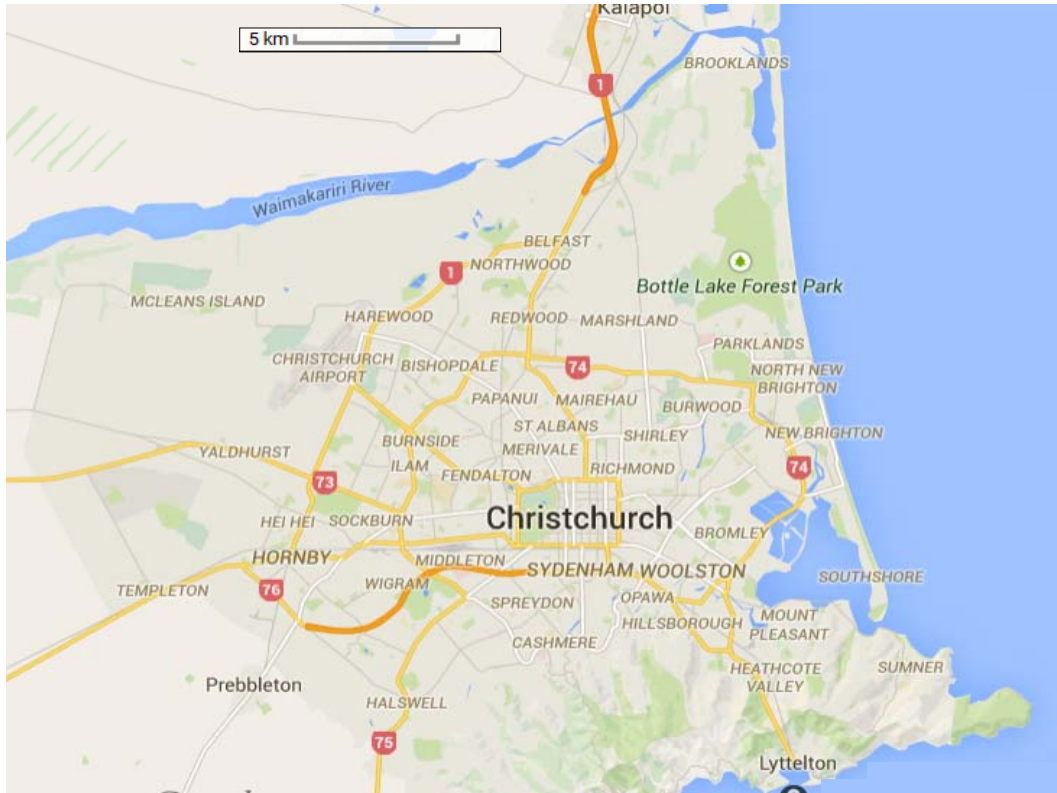 Kaiapoi
5 km
BROOKLANDS
1
Waimakariri River
BELFAST
NORTHWOOD
1
Bottle Lake Forest Park
MCLEANS ISLAND
HAREWOOD
REDWOOD
MARSHLAND
PARKLANDS
CHRISTCHURCH
AIRPORT
BISHOPDALE
74
NORTH NEW
BRIGHTON
PAPANUI
MAIREHAU
BURWOOD
ST ALBANS
SHIRLEY
NEW BRIGHTON
BURNSIDE
MERIVALE
YALDHURST
ILAM
FENDALTON
RICHMOND
74
73
HEI HEI
SOCKBURN
Christchurch
BROMLEY
HORNBY
MIDDLETON
SYDENHAM
WOOLSTON
SOUTHSHORE
TEMPLETON
76
WIGRAM
SPREYDON
OPAWA
HILLSBOROUGH
MOUNT
PLEASANT
CASHMERE
HEATHCOTE
VALLEY
SUMNER
Prebbleton
HALSWELL
75
Lyttelton